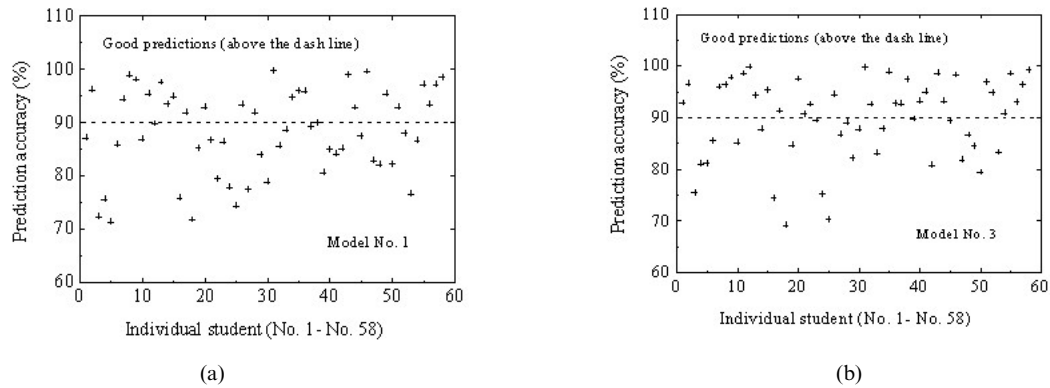 110
100
90
80
70
60
0 10 20 30 40 50 60
Prediction accuracy (%)
Good predictions (above the dash line)
Model No. 1
Individual student (No. 1 - No. 58)
(a)
110
100
90
80
70
60
0 10 20 30 40 50 60
Prediction accuracy (%)
Good predictions (above the dash line)
Model No. 3
Individual student (No. 1 - No. 58)
(b)